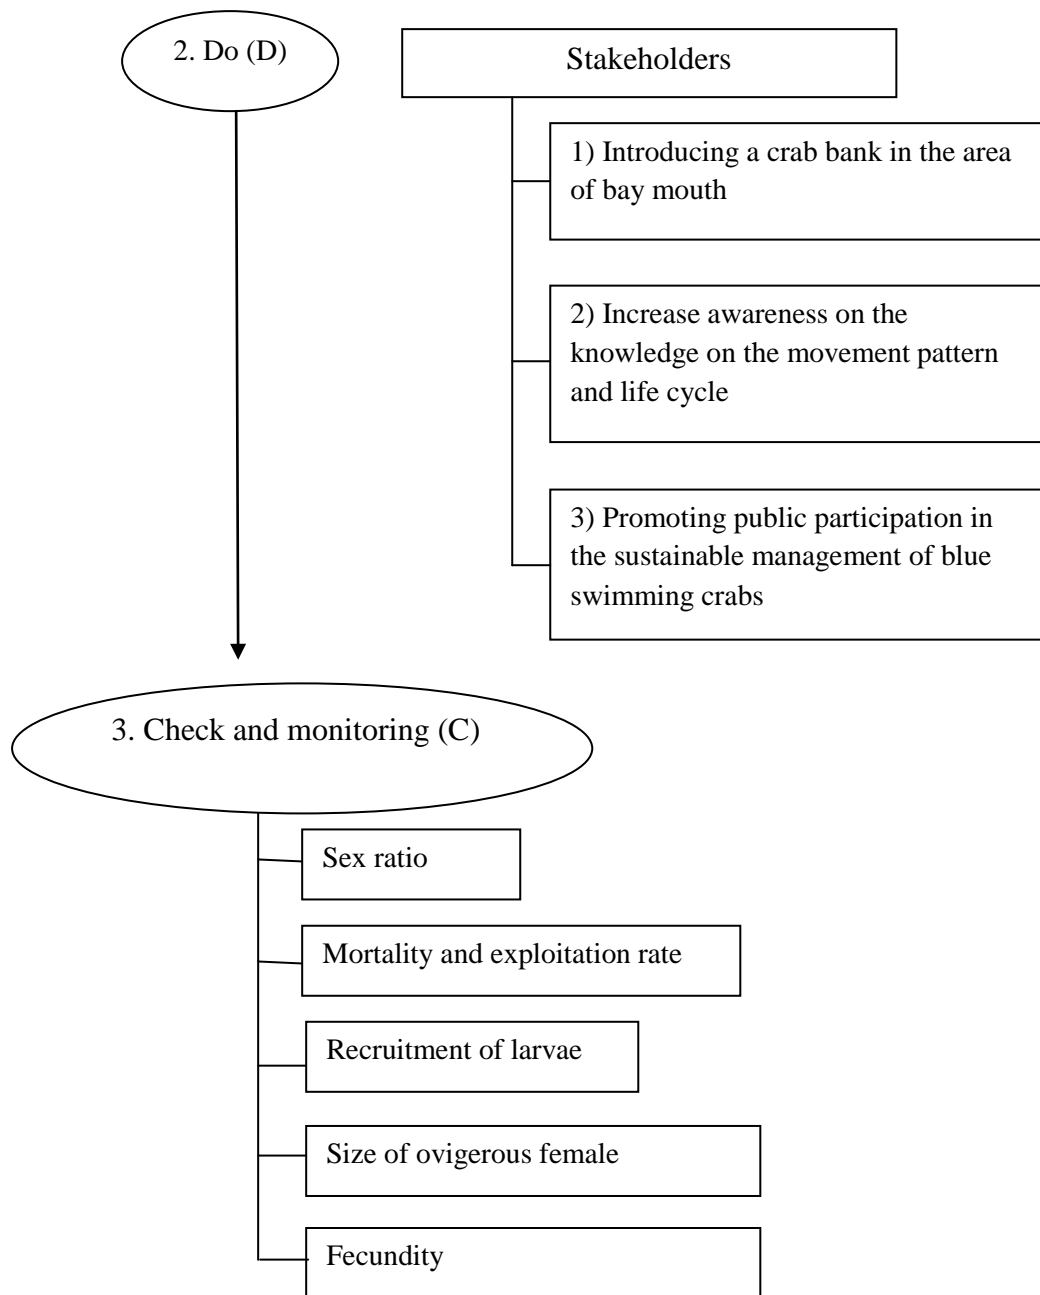 2. Do (D)
Stakeholders
1) Introducing a crab bank in the area
of bay mouth
2) Increase awareness on the
knowledge on the movement pattern
and life cycle
3) Promoting public participation in
the sustainable management of blue
swimming crabs
3. Check and monitoring (C)
Sex ratio
Mortality and exploitation rate
Recruitment of larvae
Size of ovigerous female
Fecundity